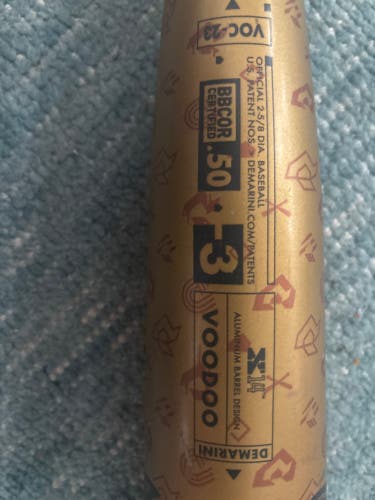 VOC-23
OFFICIAL 2-5/8 DIA. BASEBALL
U.S. PATENT NOS • DEMARINI.COM/PATENTS
BBCOR
CERTIFIED
.50
-3
X14
ALUMINUM BARREL DESIGN
VOODOO
DEMARINI